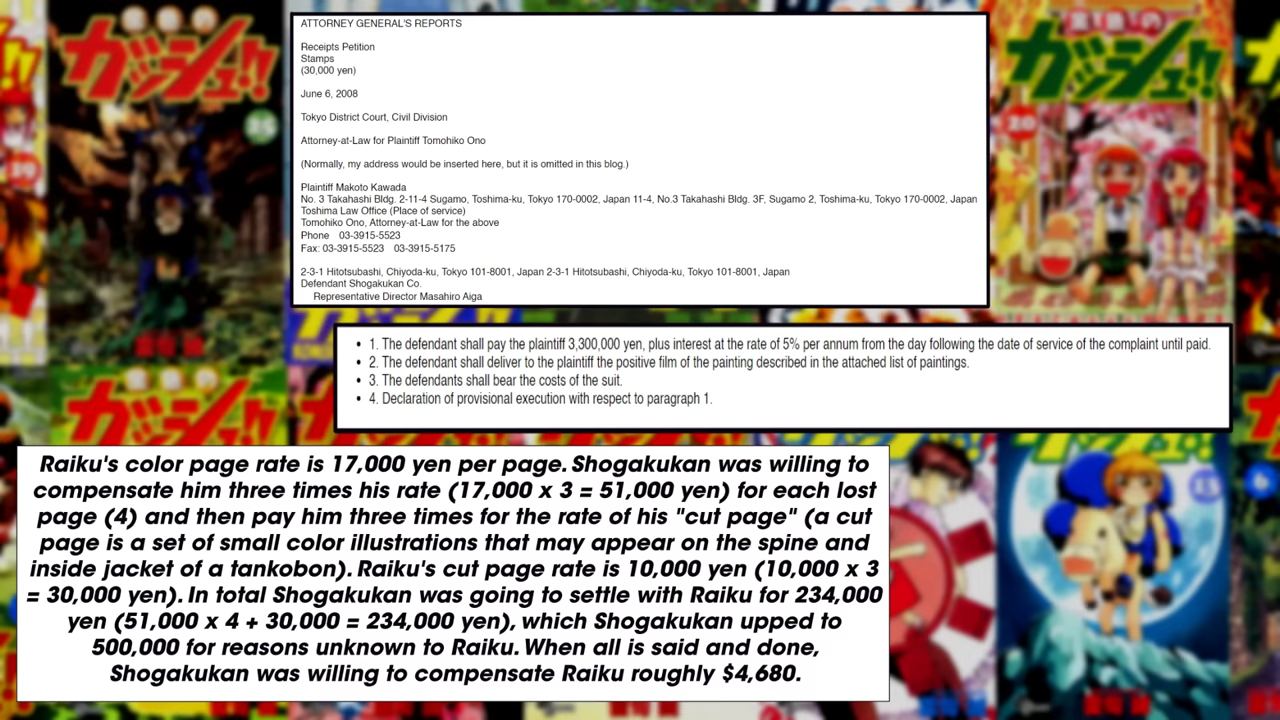 ATTORNEY GENERAL'S REPORTS
Receipts Petition
Stamps
(30,000 yen)
June 6, 2008
Tokyo District Court, Civil Division
Attorney-at-Law for Plaintiff Tomohiko Ono
(Normally, my address would be inserted here, but it is omitted in this blog.)
Plaintiff Makoto Kawada
No. 3 Takahashi Bldg. 2-11-4 Sugamo, Toshima-ku, Tokyo 170-0002, Japan 11-4, No.3 Takahashi Bldg. 3F, Sugamo 2, Toshima-ku, Tokyo 170-0002, Japan
Toshima Law Office (Place of service)
Tomohiko Ono, Attorney-at-Law for the above
Phone 03-3915-5523
Fax: 03-3915-5523 03-3915-5175
2-3-1 Hitotsubashi, Chiyoda-ku, Tokyo 101-8001, Japan 2-3-1 Hitotsubashi, Chiyoda-ku, Tokyo 101-8001, Japan
Defendant Shogakukan Co.
Representative Director Masahiro Aiga
• 1. The defendant shall pay the plaintiff 3,300,000 yen, plus interest at the rate of 5% per annum from the day following the date of service of the complaint until paid.
• 2. The defendant shall deliver to the plaintiff the positive film of the painting described in the attached list of paintings.
• 3. The defendants shall bear the costs of the suit.
• 4. Declaration of provisional execution with respect to paragraph 1.
Raiku's color page rate is 17,000 yen per page. Shogakukan was willing to
compensate him three times his rate (17,000 x 3 = 51,000 yen) for each lost
page (4) and then pay him three times for the rate of his "cut page" (a cut
page is a set of small color illustrations that may appear on the spine and
inside jacket of a tankobon). Raiku's cut page rate is 10,000 yen (10,000 x 3
= 30,000 yen). In total Shogakukan was going to settle with Raiku for 234,000
yen (51,000 x 4 + 30,000 = 234,000 yen), which Shogakukan upped to
500,000 for reasons unknown to Raiku. When all is said and done,
Shogakukan was willing to compensate Raiku roughly $4,680.
ガッシュ!!
ガッシュ!!
20